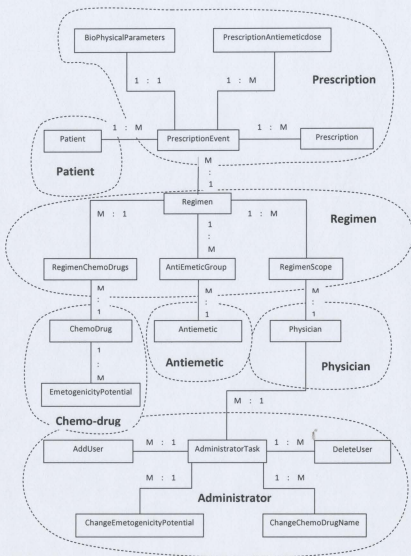 BioPhysicalParameters
PrescriptionAntiemeticdose
1 : 1
1 : M
Prescription
1 : M
1 : M
Patient
PrescriptionEvent
Prescription
Patient
M
:
1
Regimen
M : 1
1 : M
Regimen
1
:
M
RegimenChemoDrugs
AntiEmeticGroup
RegimenScope
M
:
1
M
:
1
M
:
1
ChemoDrug
Antiemetic
Physician
1
:
M
Antiemetic
Physician
EmetogenicityPotential
M : 1
Chemo-drug
AddUser
M : 1
AdministratorTask
1 : M
DeleteUser
M : 1
1 : M
Administrator
ChangeEmetogenicityPotential
ChangeChemoDrugName